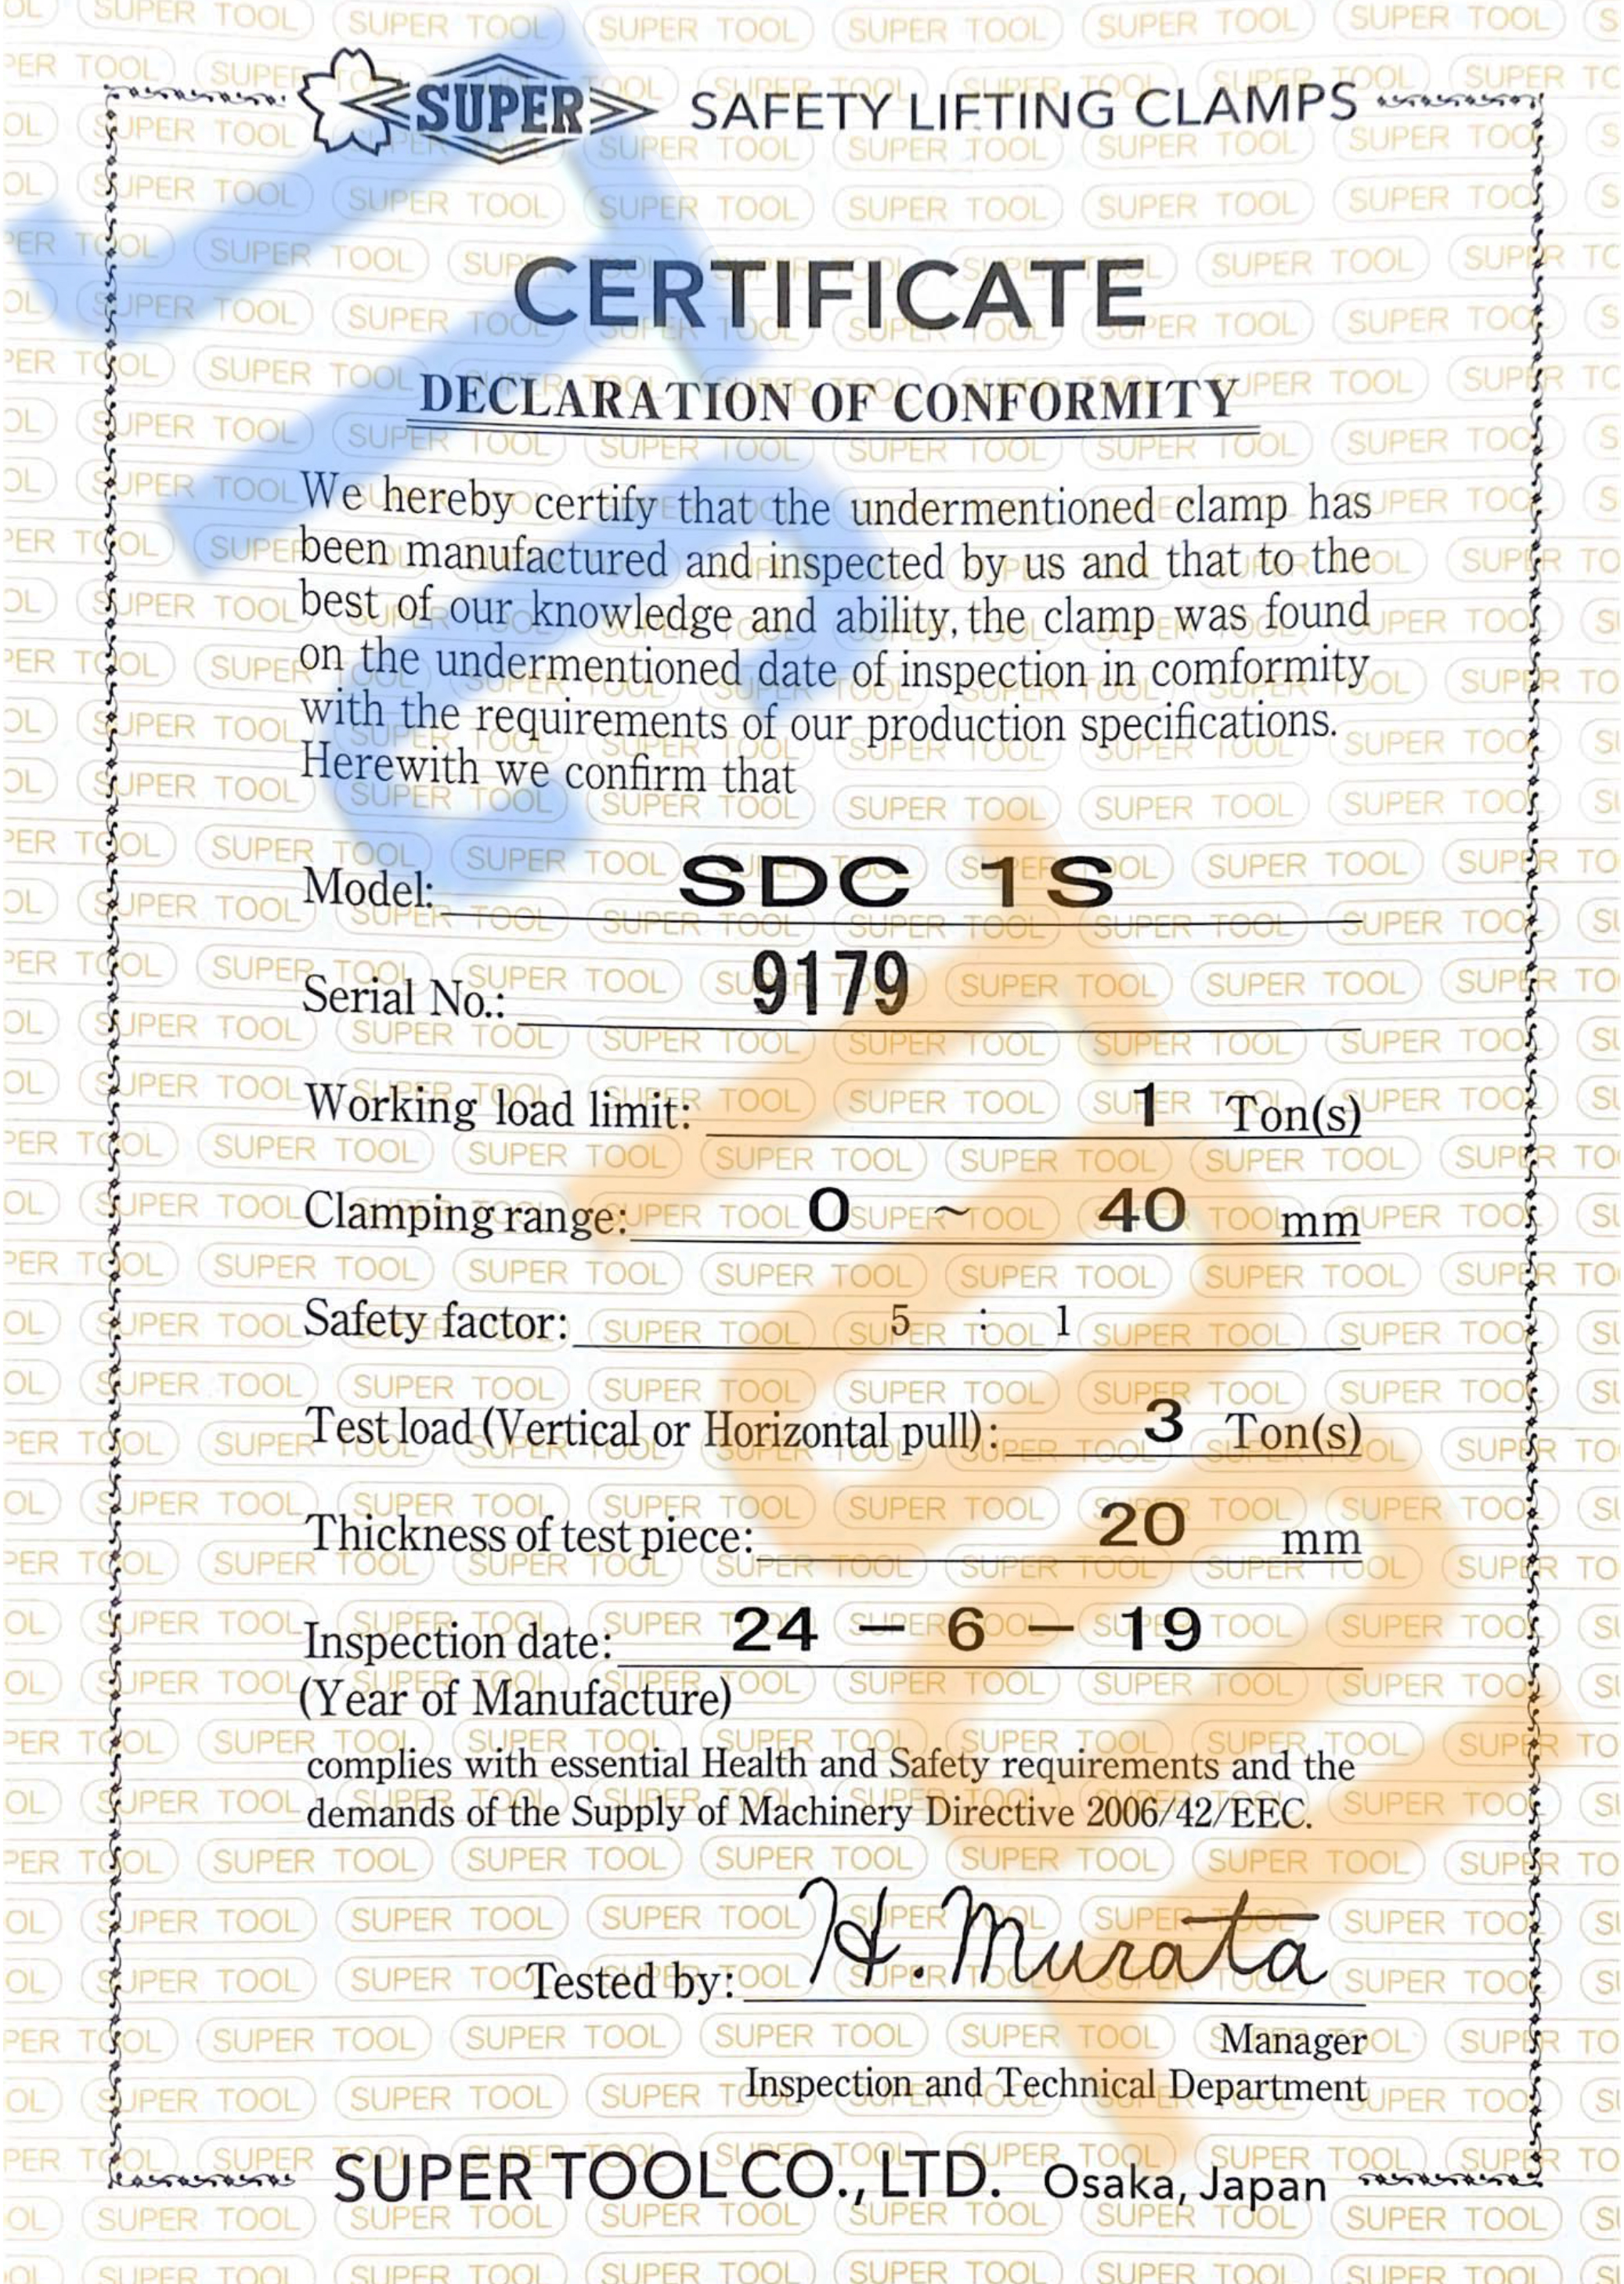 SUPER SAFETY LIFTING CLAMPS
CERTIFICATE
DECLARATION OF CONFORMITY
We hereby certify that the undermentioned clamp has
been manufactured and inspected by us and that to the
best of our knowledge and ability, the clamp was found
on the undermentioned date of inspection in comformity
with the requirements of our production specifications.
Herewith we confirm that
Model: SDC 1S
Serial No.: 9179
Working load limit: 1 Ton(s)
Clamping range: 0 ~ 40 mm
Safety factor: 5 : 1
Test load (Vertical or Horizontal pull): 3 Ton(s)
Thickness of test piece: 20 mm
Inspection date: 24 - 6 - 19
(Year of Manufacture)
complies with essential Health and Safety requirements and the
demands of the Supply of Machinery Directive 2006/42/EEC.
Tested by: H. Murata
Manager
Inspection and Technical Department
SUPER TOOL CO., LTD. Osaka, Japan